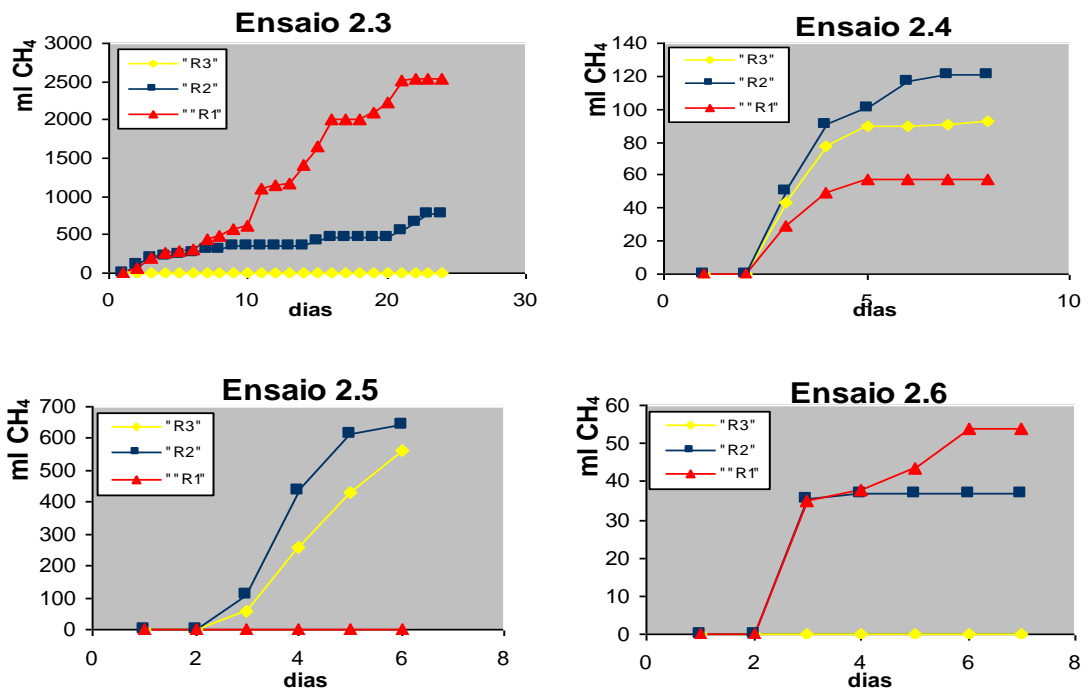 Ensaio 2.3
ml CH₄
3000
2500
2000
1500
1000
500
0
"R3"
"R2"
""R1"
0 10 20 30
dias
Ensaio 2.4
ml CH₄
140
120
100
80
60
40
20
0
"R3"
"R2"
""R1"
0 5 10
dias
Ensaio 2.5
ml CH₄
700
600
500
400
300
200
100
0
"R3"
"R2"
""R1"
0 2 4 6 8
dias
Ensaio 2.6
ml CH₄
60
50
40
30
20
10
0
"R3"
"R2"
""R1"
0 2 4 6 8
dias